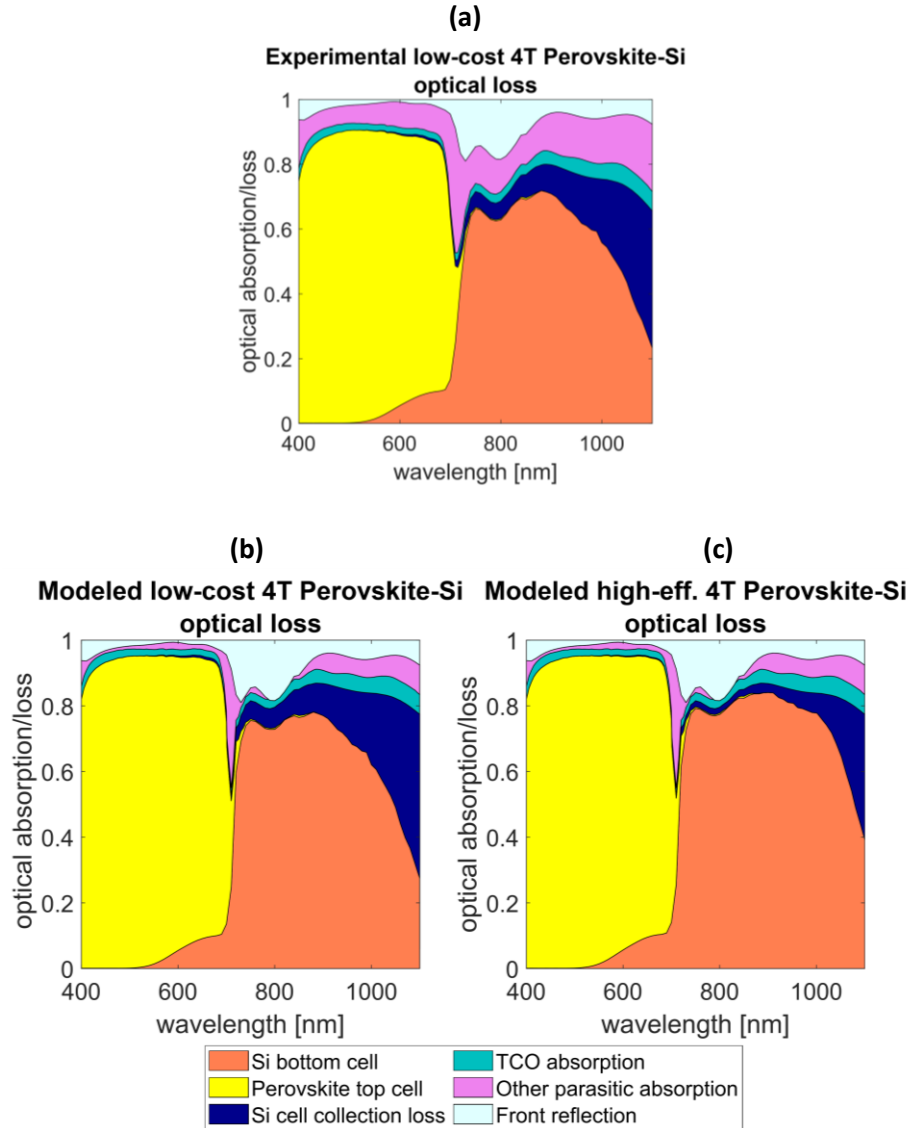 (a)
Experimental low-cost 4T Perovskite-Si
optical loss
optical absorption/loss
1
0.8
0.6
0.4
0.2
0
400
600
800
1000
wavelength [nm]
(b)
Modeled low-cost 4T Perovskite-Si
optical loss
optical absorption/loss
1
0.8
0.6
0.4
0.2
0
400
600
800
1000
wavelength [nm]
(c)
Modeled high-eff. 4T Perovskite-Si
optical loss
optical absorption/loss
1
0.8
0.6
0.4
0.2
0
400
600
800
1000
wavelength [nm]
Si bottom cell
Perovskite top cell
Si cell collection loss
TCO absorption
Other parasitic absorption
Front reflection